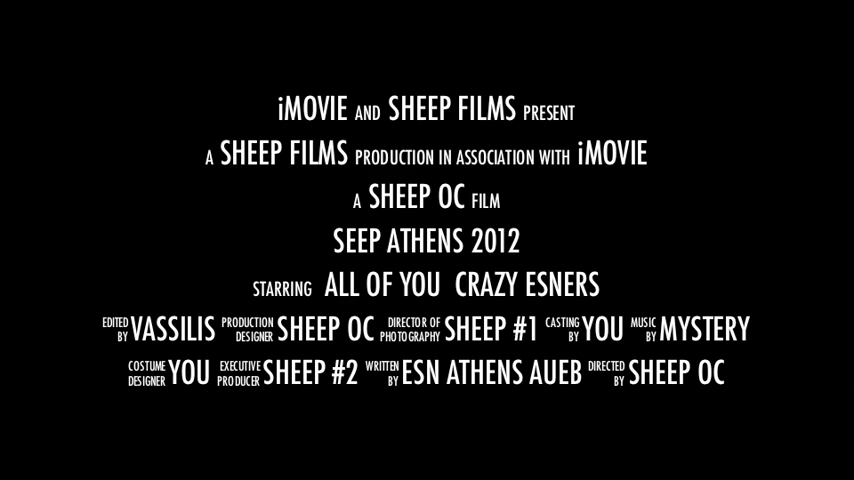 iMOVIE AND SHEEP FILMS PRESENT
A SHEEP FILMS PRODUCTION IN ASSOCIATION WITH iMOVIE
A SHEEP OC FILM
SEEP ATHENS 2012
STARRING ALL OF YOU CRAZY ESNERS
EDITED BY VASSILIS PRODUCTION DESIGNER SHEEP OC DIRECTOR OF PHOTOGRAPHY SHEEP #1 CASTING BY YOU MUSIC BY MYSTERY
COSTUME DESIGNER YOU EXECUTIVE PRODUCER SHEEP #2 WRITTEN BY ESN ATHENS AUEB DIRECTED BY SHEEP OC